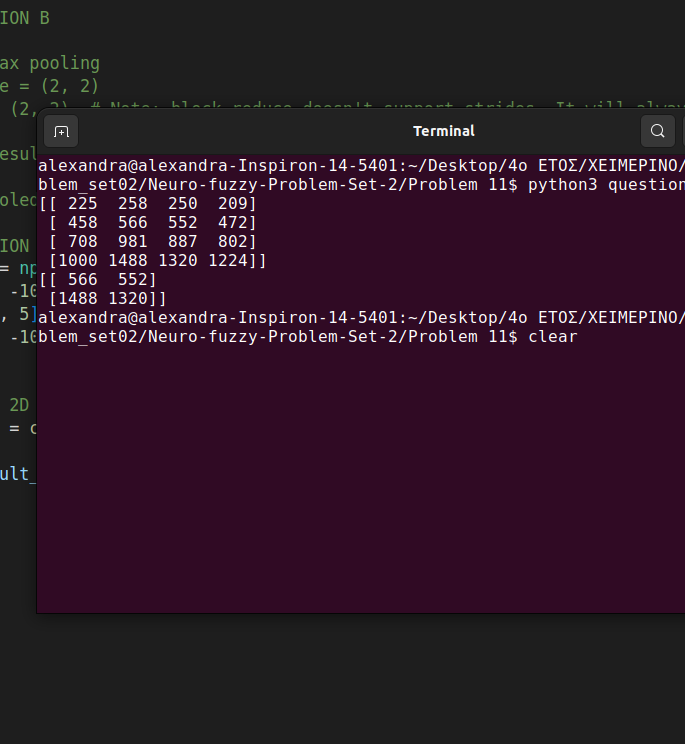 ION B
ax pooling
e = (2, 2)
(2, 2) # Note: block_reduce doesn't support strides. It will alway
esul
oled
ION
= np
-10
, 5]
-10
2D
= c
ult_
Terminal
alexandra@alexandra-Inspiron-14-5401:~/Desktop/4o ΕΤΟΣ/ΧΕΙΜΕΡΙΝΟ/
blem_set02/Neuro-fuzzy-Problem-Set-2/Problem 11$ python3 question
[[ 225 258 250 209]
[ 458 566 552 472]
[ 708 981 887 802]
[1000 1488 1320 1224]]
[[ 566 552]
[1488 1320]]
alexandra@alexandra-Inspiron-14-5401:~/Desktop/4o ΕΤΟΣ/ΧΕΙΜΕΡΙΝΟ/
blem_set02/Neuro-fuzzy-Problem-Set-2/Problem 11$ clear